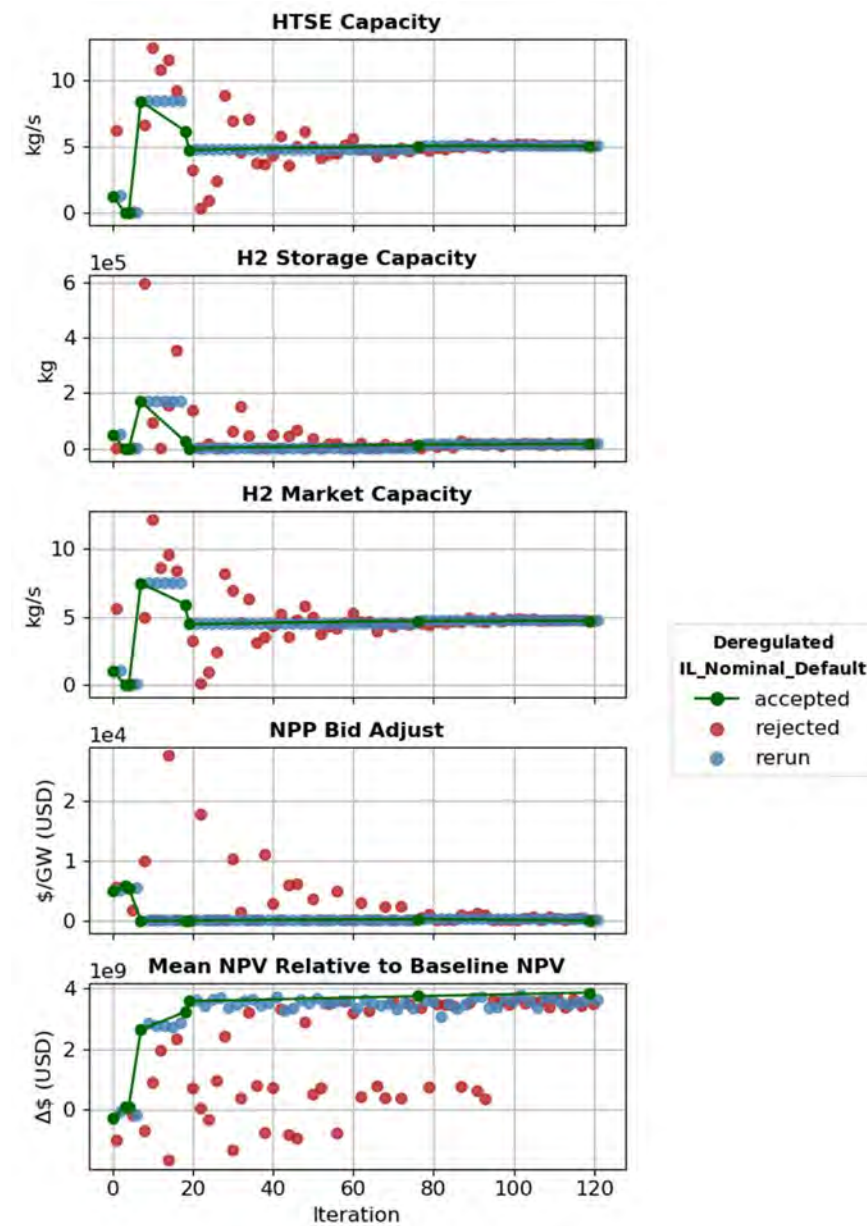 HTSE Capacity
10
5
0
kg/s
H2 Storage Capacity
1e5
6
4
2
0
kg
H2 Market Capacity
10
5
0
kg/s
NPP Bid Adjust
1e4
2
1
0
$/GW (USD)
Mean NPV Relative to Baseline NPV
1e9
4
2
0
Δ$ (USD)
0 20 40 60 80 100 120
Iteration
Deregulated
IL_Nominal_Default
accepted
rejected
rerun